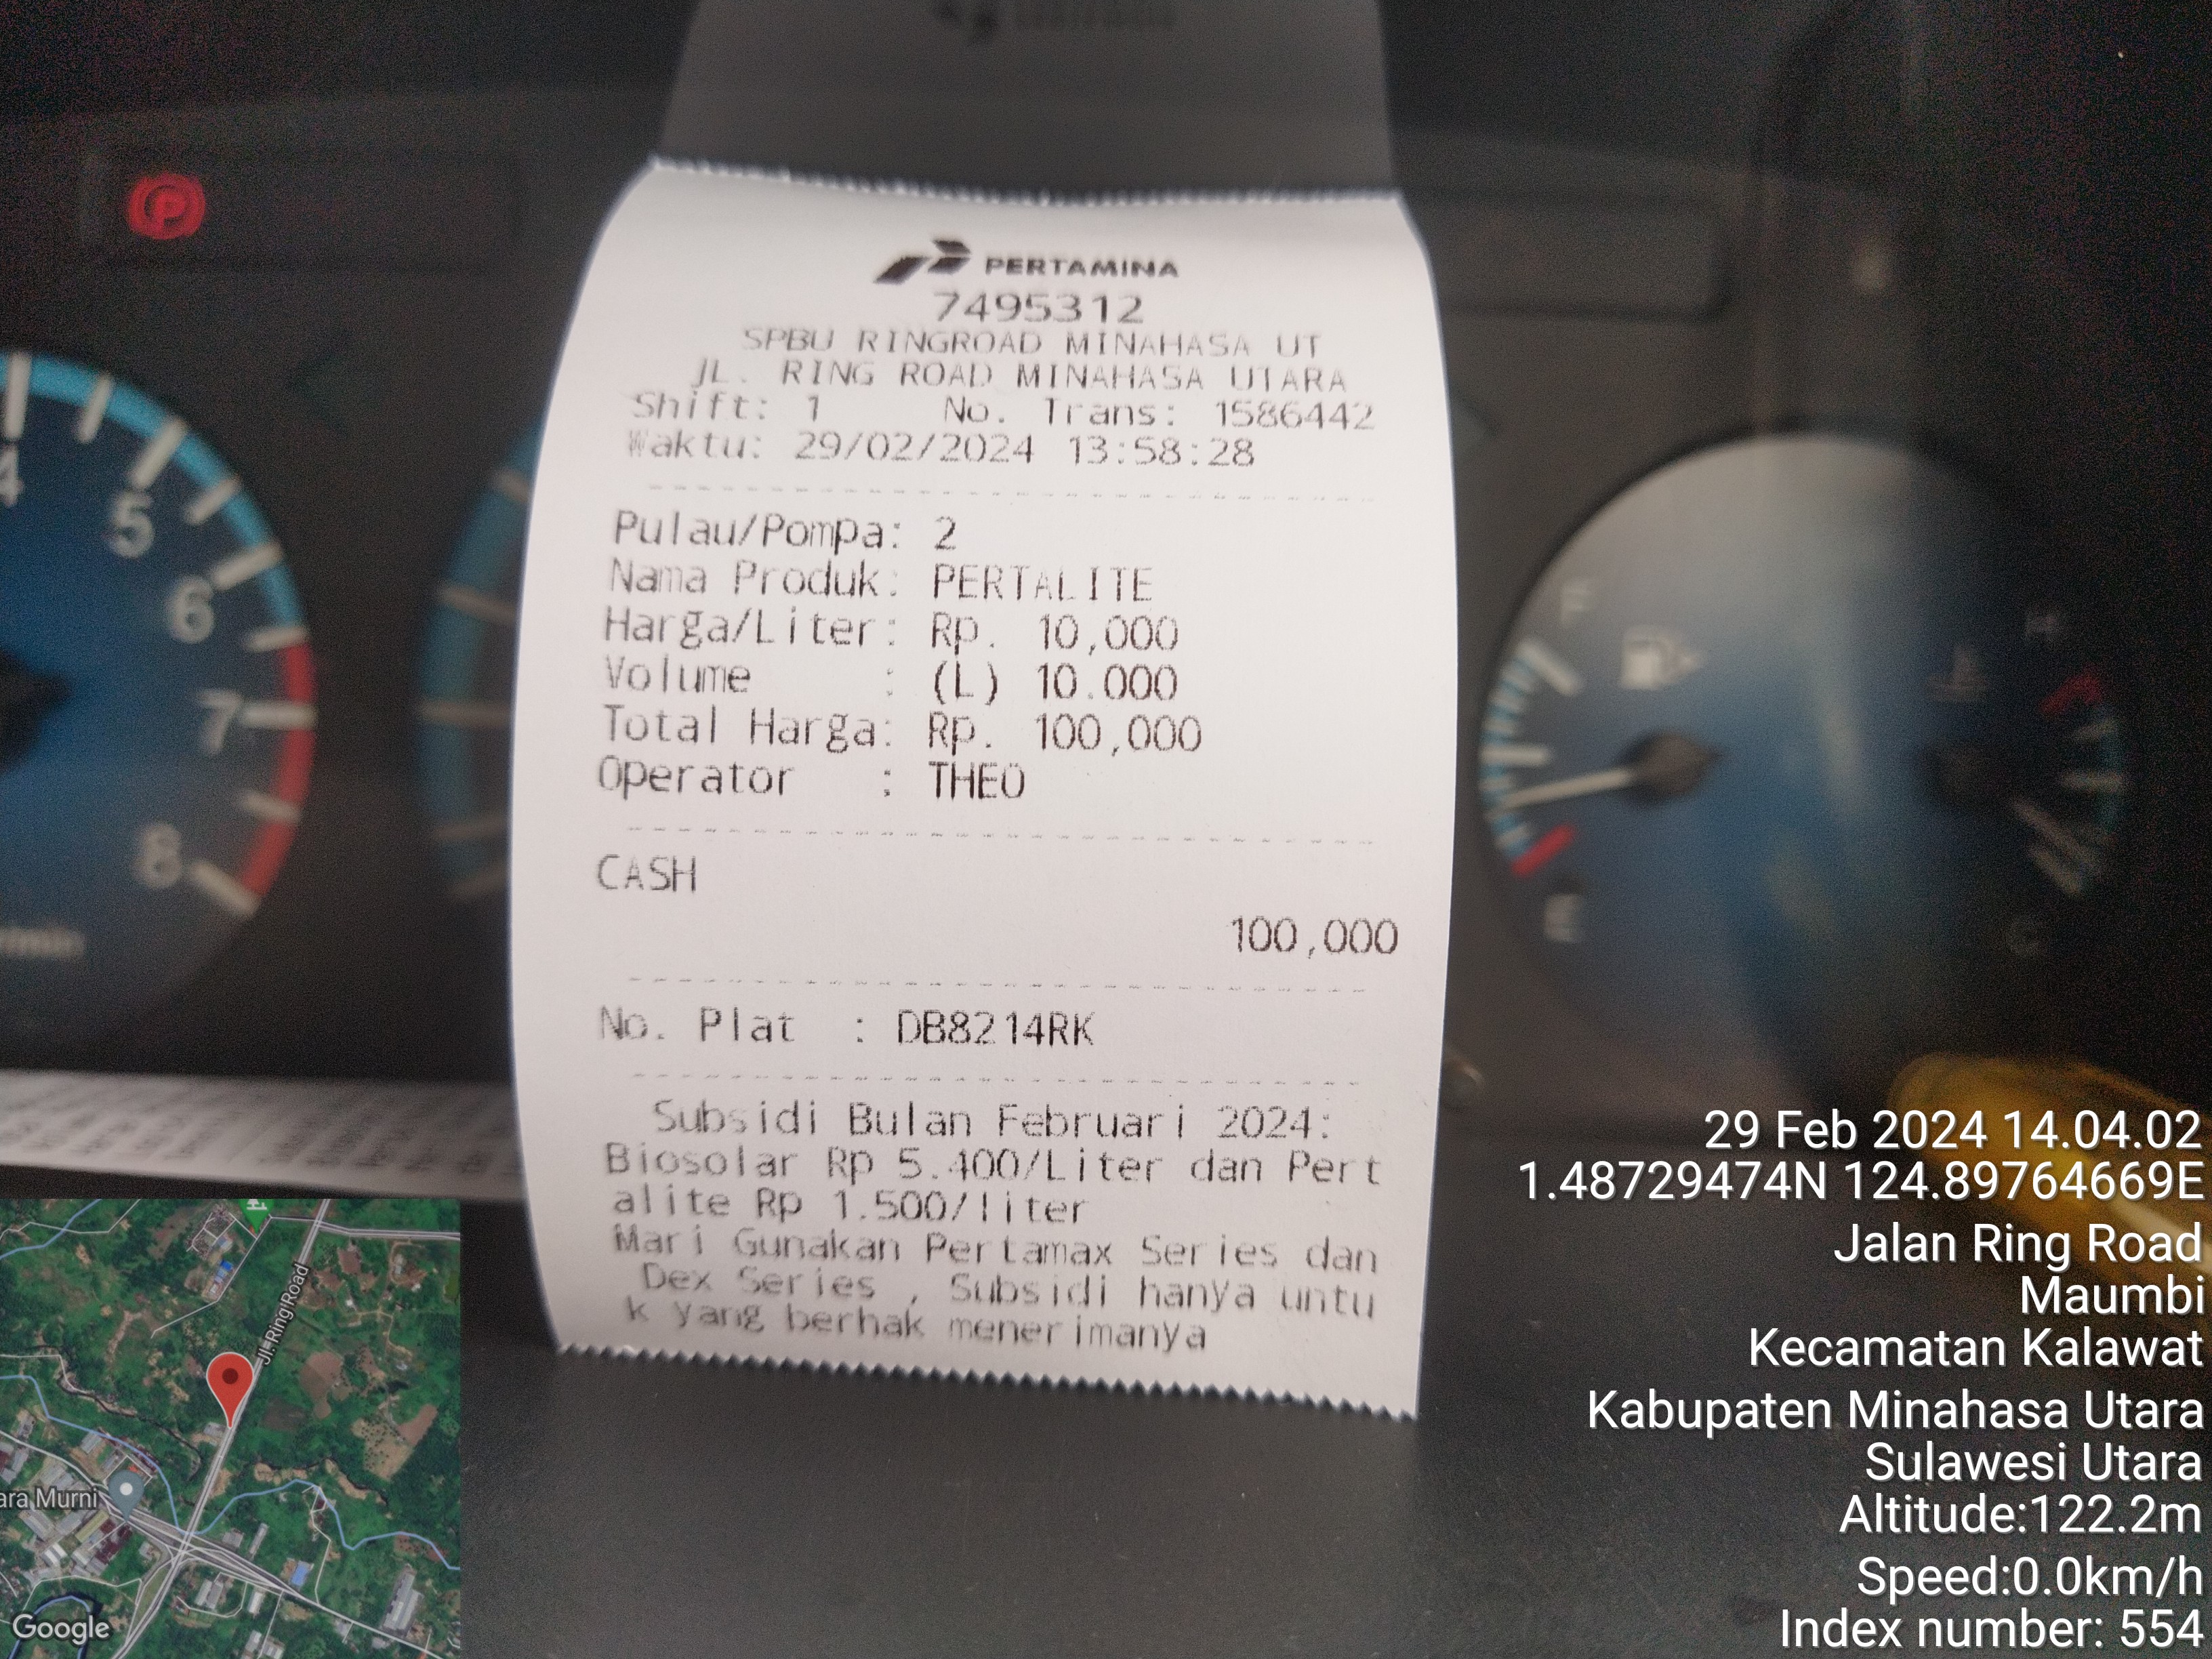 PERTAMINA
7495312
SPBU RINGROAD MINAHASA UT
JL. RING ROAD MINAHASA UTARA
Shift: 1 No. Trans: 1586442
Waktu: 29/02/2024 13:58:28
Pulau/Pompa: 2
Nama Produk: PERTALITE
Harga/Liter: Rp. 10,000
Volume : (L) 10.000
Total Harga: Rp. 100,000
Operator : THEO
CASH
100,000
No. Plat : DB8214RK
Subsidi Bulan Februari 2024:
Biosolar Rp 5.400/Liter dan Pert
alite Rp 1.500/liter
Mari Gunakan Pertamax Series dan
Dex Series , Subsidi hanya untu
k yang berhak menerimanya
4
5
6
7
8
F
E
H
C
P
29 Feb 2024 14.04.02
1.48729474N 124.89764669E
Jalan Ring Road
Maumbi
Kecamatan Kalawat
Kabupaten Minahasa Utara
Sulawesi Utara
Altitude:122.2m
Speed:0.0km/h
Index number: 554
Jl. Ring Road
ara Murni
Google